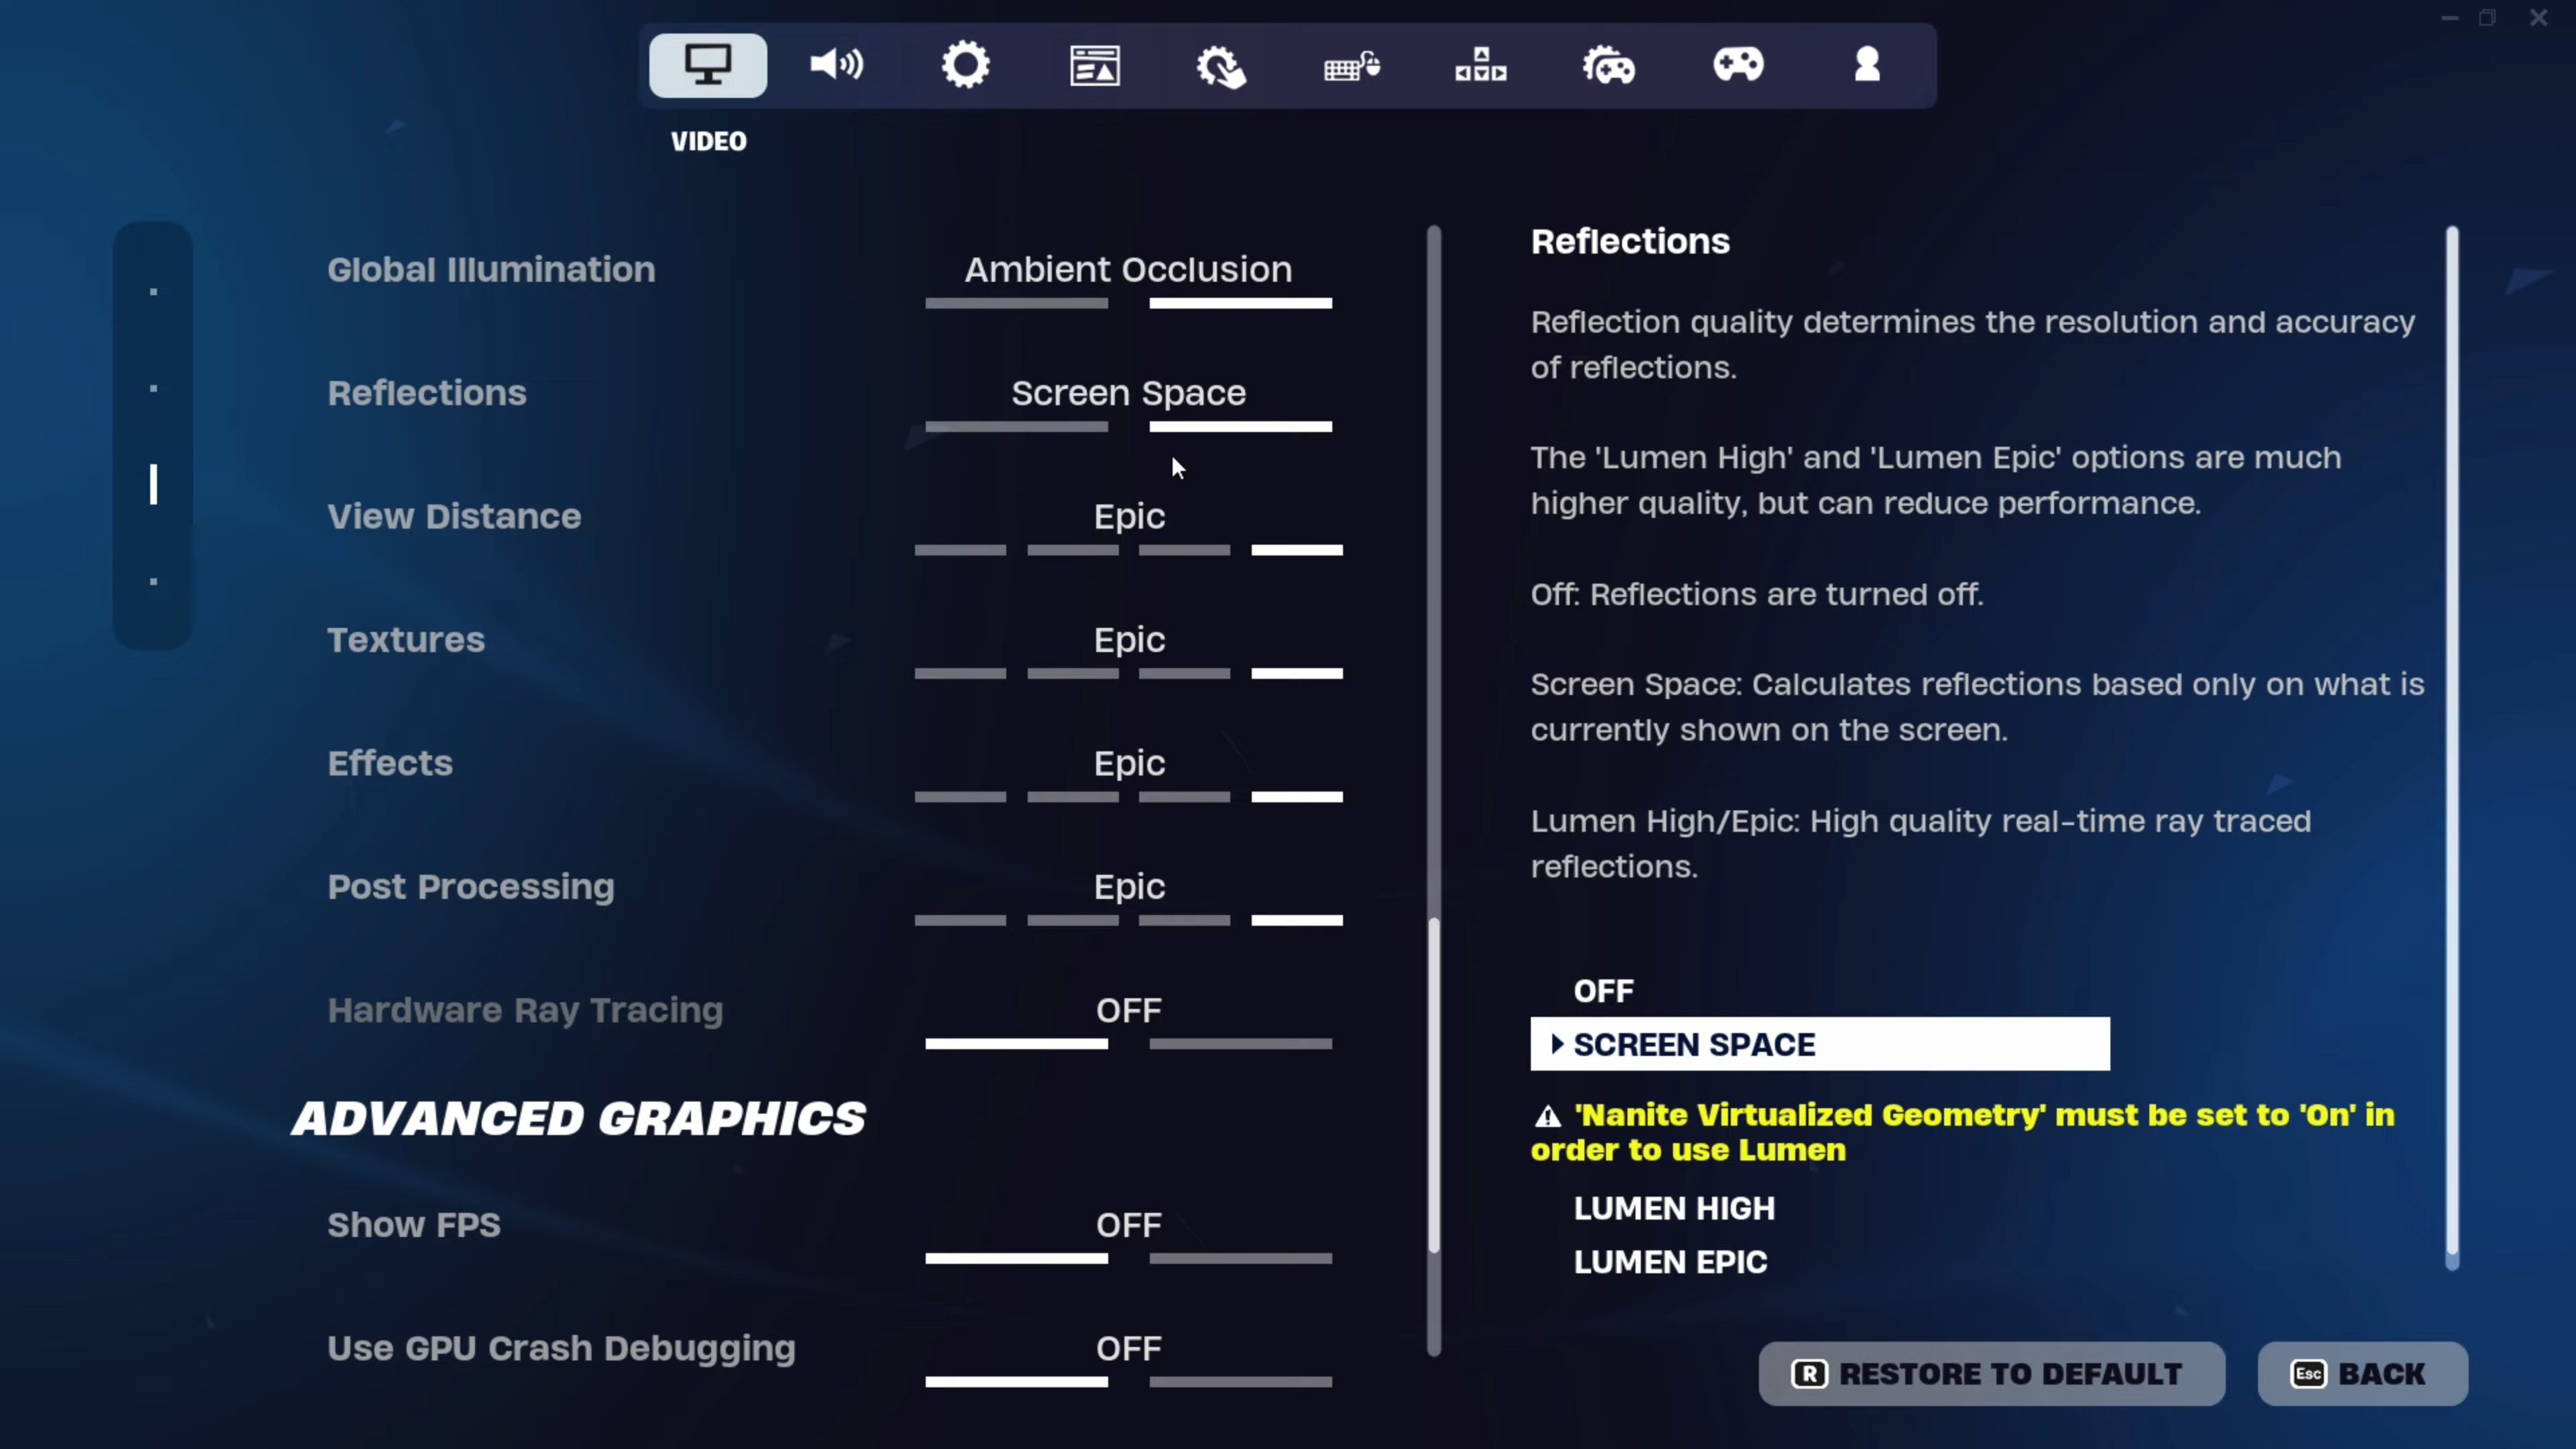 VIDEO
Global Illumination
Ambient Occlusion
Reflections
Screen Space
View Distance
Epic
Textures
Epic
Effects
Epic
Post Processing
Epic
Hardware Ray Tracing
OFF
ADVANCED GRAPHICS
Show FPS
OFF
Use GPU Crash Debugging
OFF
Reflections
Reflection quality determines the resolution and accuracy
of reflections.
The 'Lumen High' and 'Lumen Epic' options are much
higher quality, but can reduce performance.
Off: Reflections are turned off.
Screen Space: Calculates reflections based only on what is
currently shown on the screen.
Lumen High/Epic: High quality real-time ray traced
reflections.
OFF
SCREEN SPACE
'Nanite Virtualized Geometry' must be set to 'On' in
order to use Lumen
LUMEN HIGH
LUMEN EPIC
R RESTORE TO DEFAULT
Esc BACK